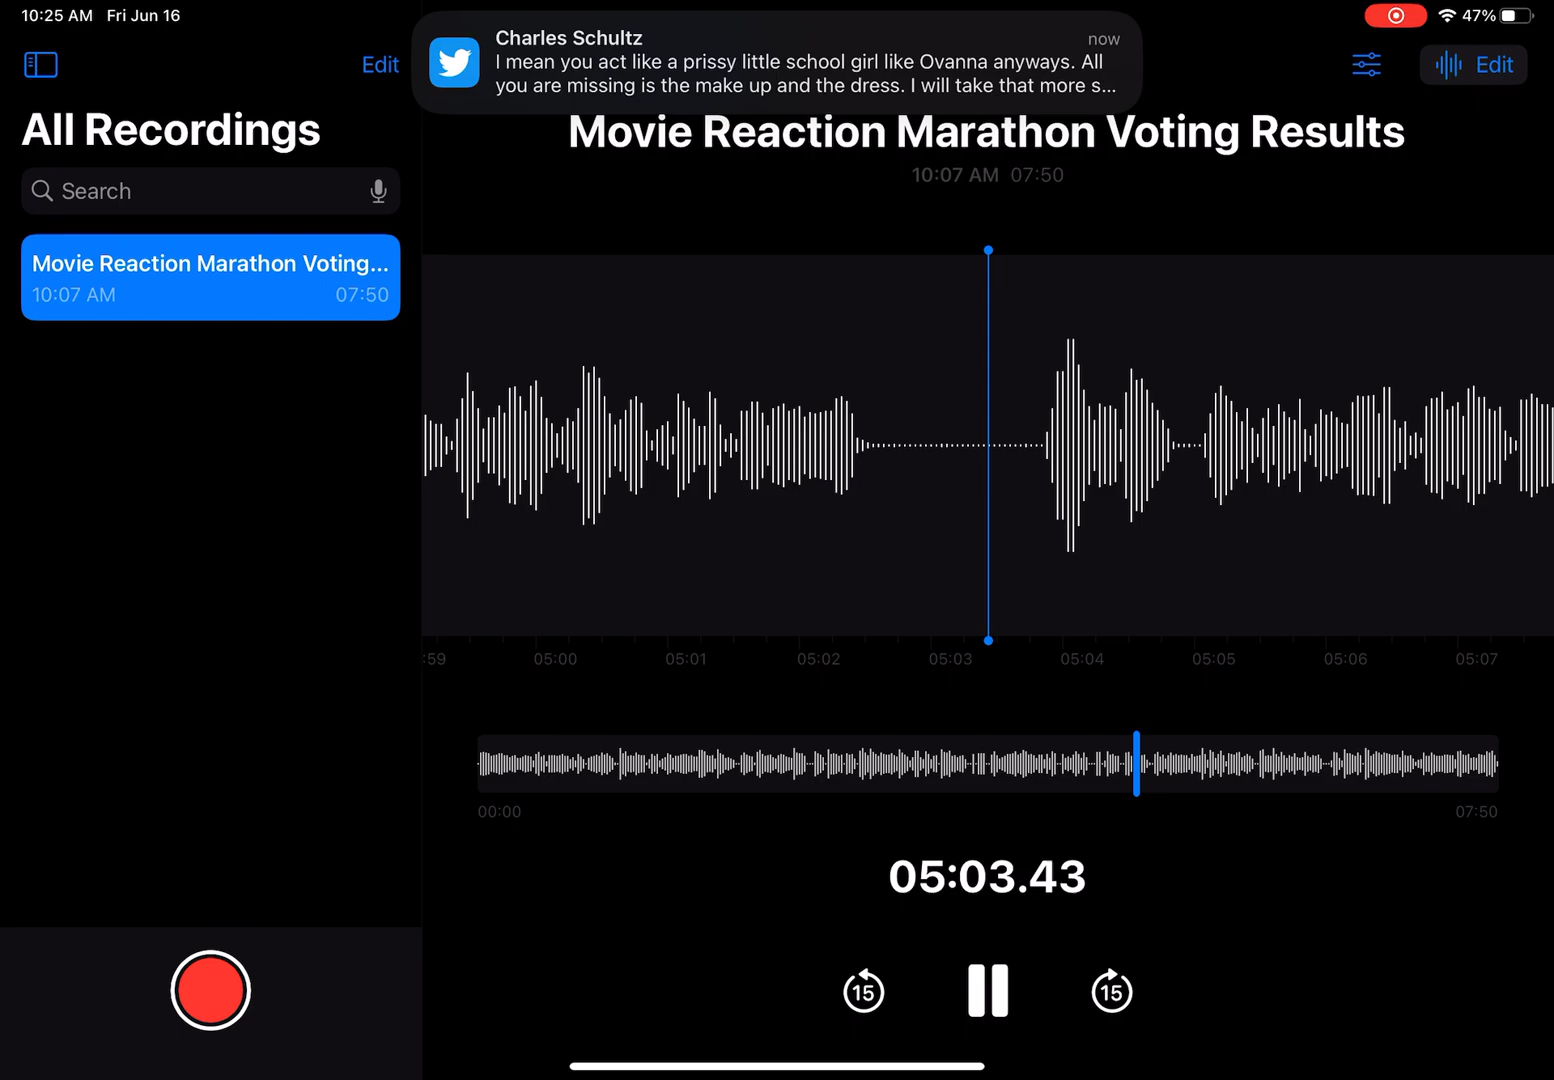 10:25 AM Fri Jun 16
47%
Charles Schultz
now
I mean you act like a prissy little school girl like Ovanna anyways. All
you are missing is the make up and the dress. I will take that more s...
Edit
Edit
All Recordings
Search
Movie Reaction Marathon Voting...
10:07 AM 07:50
Movie Reaction Marathon Voting Results
10:07 AM 07:50
:59 05:00 05:01 05:02 05:03 05:04 05:05 05:06 05:07
00:00 07:50
05:03.43
15 15